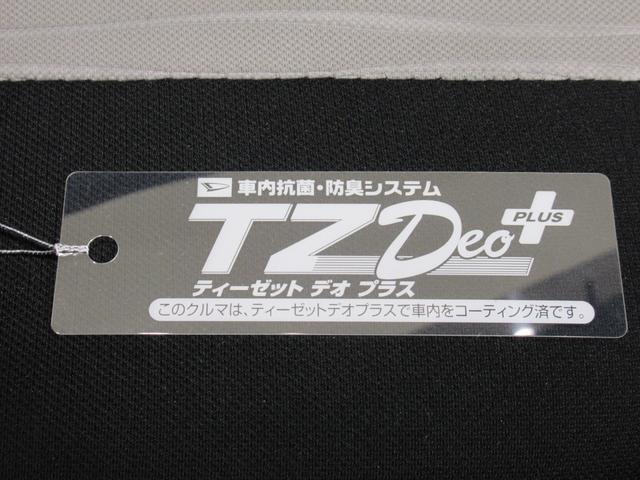 車内抗菌・防臭システム
TZ Deo PLUS
ティーゼット デオ プラス
このクルマは、ティーゼットデオプラスで車内をコーティング済です。